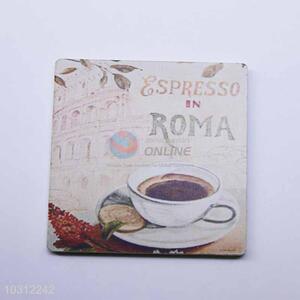 ESPRESSO
IN
ROMA
ONLINE
10312242